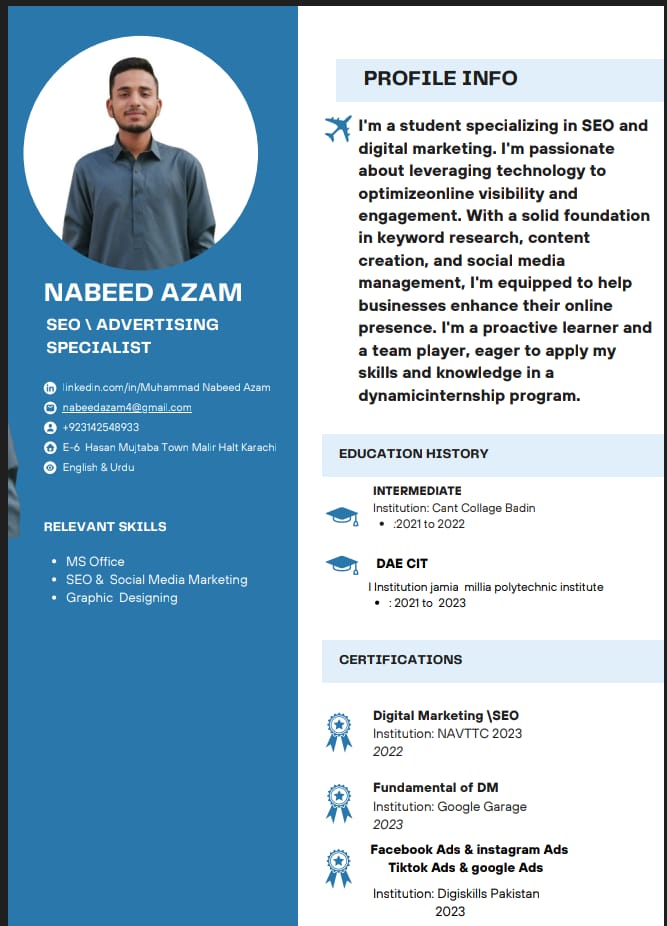 NABEED AZAM
SEO \ ADVERTISING
SPECIALIST
linkedin.com/in/Muhammad Nabeed Azam
nabeedazam4@gmail.com
+923142548933
E-6 Hasan Mujtaba Town Malir Halt Karachi
English & Urdu
RELEVANT SKILLS
• MS Office
• SEO & Social Media Marketing
• Graphic Designing
PROFILE INFO
I'm a student specializing in SEO and
digital marketing. I'm passionate
about leveraging technology to
optimizeonline visibility and
engagement. With a solid foundation
in keyword research, content
creation, and social media
management, I'm equipped to help
businesses enhance their online
presence. I'm a proactive learner and
a team player, eager to apply my
skills and knowledge in a
dynamicinternship program.
EDUCATION HISTORY
INTERMEDIATE
Institution: Cant Collage Badin
• :2021 to 2022
DAE CIT
I Institution jamia millia polytechnic institute
• : 2021 to 2023
CERTIFICATIONS
Digital Marketing \SEO
Institution: NAVTTC 2023
2022
Fundamental of DM
Institution: Google Garage
2023
Facebook Ads & instagram Ads
Tiktok Ads & google Ads
Institution: Digiskills Pakistan
2023